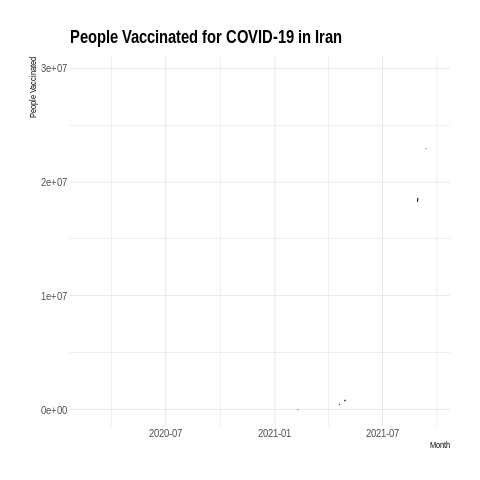 People Vaccinated for COVID-19 in Iran
People Vaccinated
3e+07
2e+07
1e+07
0e+00
2020-07
2021-01
2021-07
Month